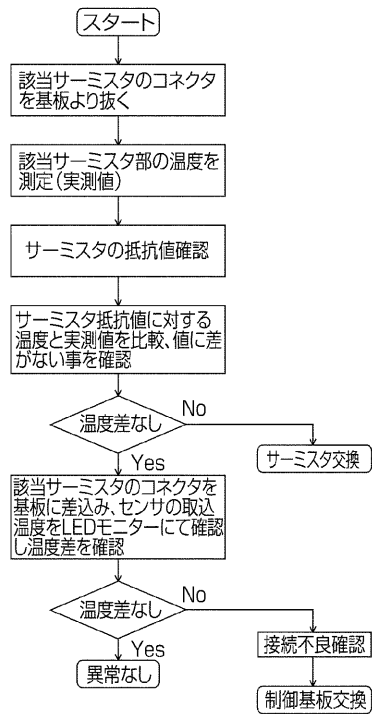 スタート
該当サーミスタのコネクタ
を基板より抜く
該当サーミスタ部の温度を
測定(実測値)
サーミスタの抵抗値確認
サーミスタ抵抗値に対する
温度と実測値を比較、値に差
がない事を確認
温度差なし
No
サーミスタ交換
Yes
該当サーミスタのコネクタを
基板に差込み、センサの取込
温度をLEDモニターにて確認
し温度差を確認
温度差なし
No
接続不良確認
Yes
異常なし
制御基板交換